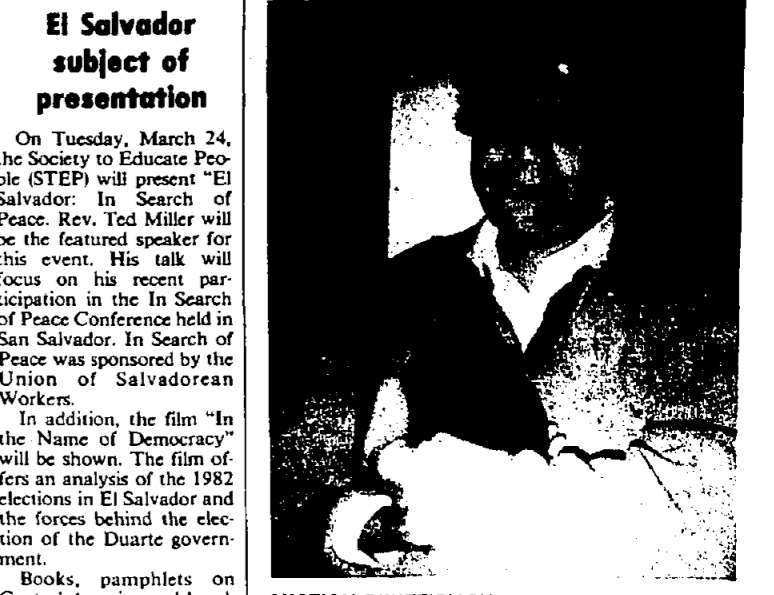 El Salvador
subject of
presentation
On Tuesday, March 24,
the Society to Educate Peo-
ple (STEP) will present "El
Salvador: In Search of
Peace. Rev. Ted Miller will
be the featured speaker for
this event. His talk will
focus on his recent par-
ticipation in the In Search
of Peace Conference held in
San Salvador. In Search of
Peace was sponsored by the
Union of Salvadorean
Workers.
In addition, the film "In
the Name of Democracy"
will be shown. The film of-
fers an analysis of the 1982
elections in El Salvador and
the forces behind the elec-
tion of the Duarte govern-
ment.
Books, pamphlets on